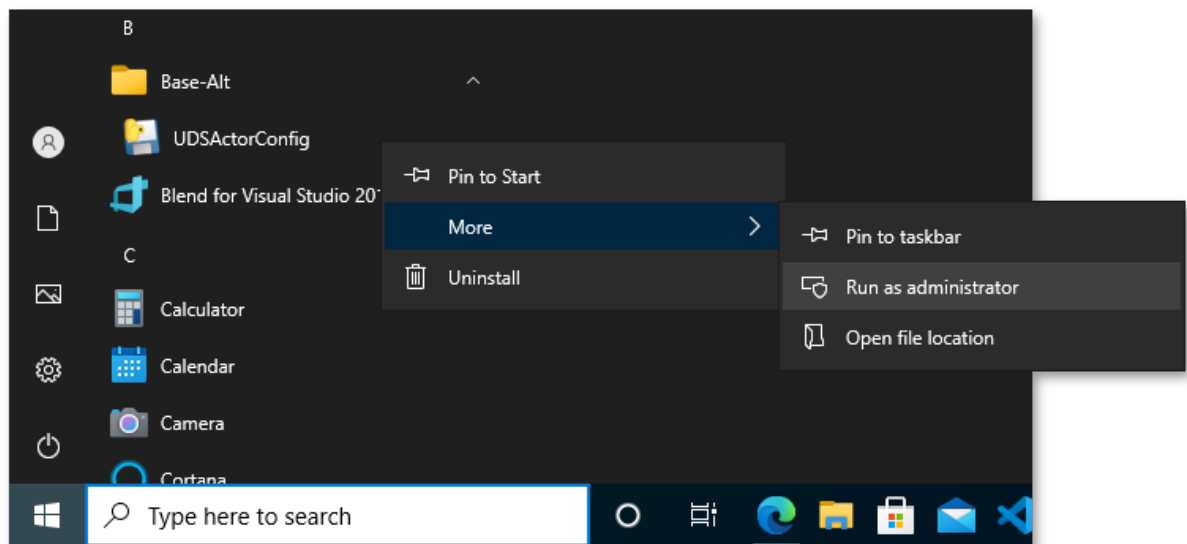 B
Base-Alt
UDSActorConfig
Blend for Visual Studio 20
C
Calculator
Calendar
Camera
Cortana
Pin to Start
More
Uninstall
Pin to taskbar
Run as administrator
Open file location
Type here to search